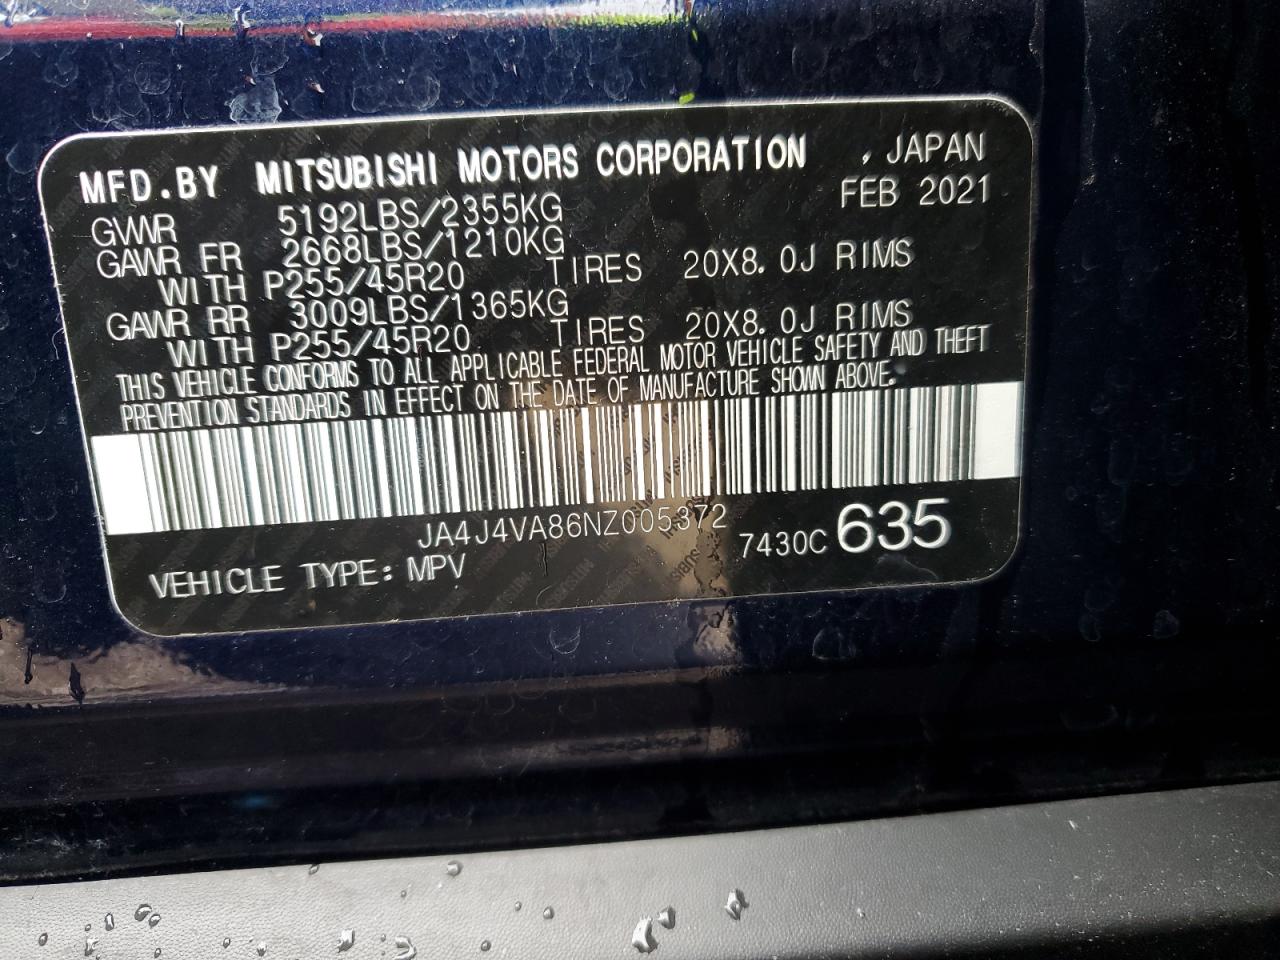 MFD.BY MITSUBISHI MOTORS CORPORATION , JAPAN
FEB 2021
GVWR 5192LBS/2355KG
GAWR FR 2668LBS/1210KG
WITH P255/45R20 TIRES 20X8.0J RIMS
GAWR RR 3009LBS/1365KG
WITH P255/45R20 TIRES 20X8.0J RIMS
THIS VEHICLE CONFORMS TO ALL APPLICABLE FEDERAL MOTOR VEHICLE SAFETY AND THEFT
PREVENTION STANDARDS IN EFFECT ON THE DATE OF MANUFACTURE SHOWN ABOVE.
JA4J4VA86NZ005372
7430C 635
VEHICLE TYPE: MPV